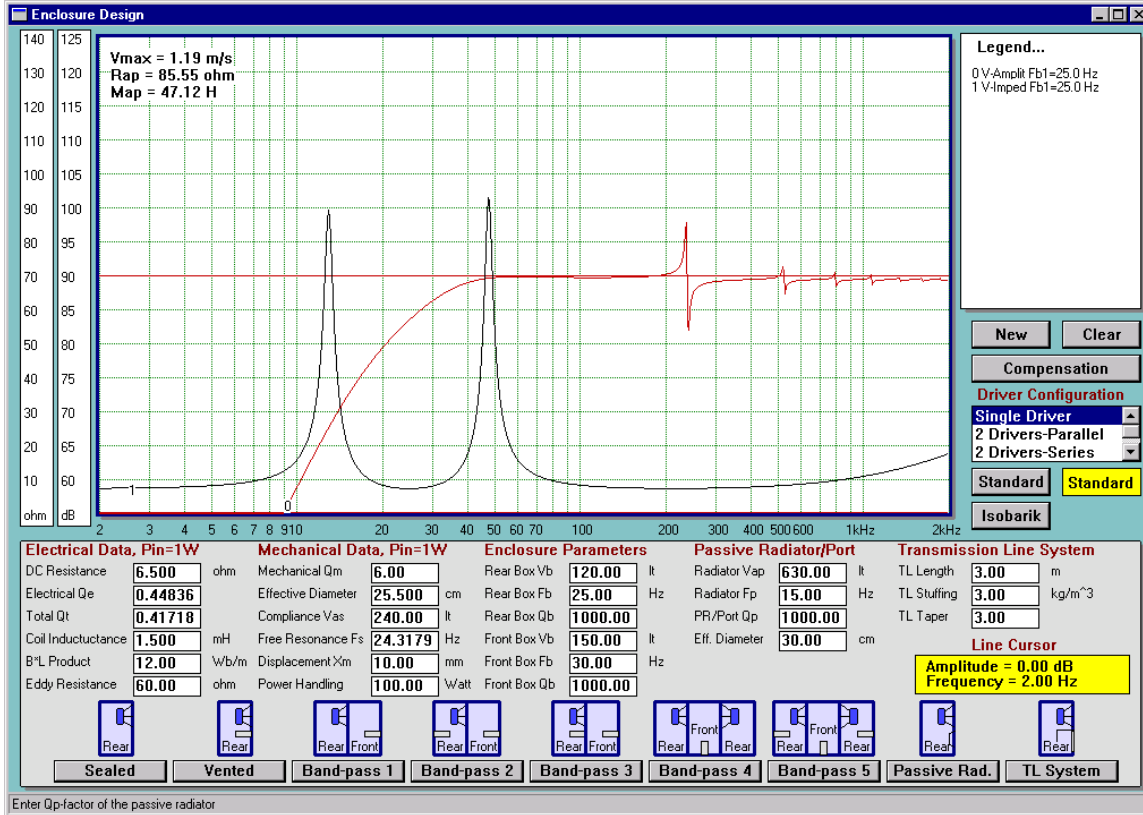 Enclosure Design
140 125
130 120
120 115
110 110
100 105
90 100
80 95
70 90
60 85
50 80
40 75
30 70
20 65
10 60
ohm dB
Vmax = 1.19 m/s
Rap = 85.55 ohm
Map = 47.12 H
1
0
2 3 4 5 6 7 8 9 10 20 30 40 50 60 70 100 200 300 400 500 600 1kHz 2kHz
Legend...
0 V-Amplit Fb1=25.0 Hz
1 V-Imped Fb1=25.0 Hz
New Clear
Compensation
Driver Configuration
Single Driver
2 Drivers-Parallel
2 Drivers-Series
Standard Standard
Isobarik
Electrical Data, Pin=1W
DC Resistance 6.500 ohm
Electrical Qe 0.44836
Total Qt 0.41718
Coil Inductuctance 1.500 mH
B*L Product 12.00 Wb/m
Eddy Resistance 60.00 ohm
Mechanical Data, Pin=1W
Mechanical Qm 6.00
Effective Diameter 25.500 cm
Compliance Vas 240.00 lt
Free Resonance Fs 24.3179 Hz
Displacement Xm 10.00 mm
Power Handling 100.00 Watt
Enclosure Parameters
Rear Box Vb 120.00 lt
Rear Box Fb 25.00 Hz
Rear Box Qb 1000.00
Front Box Vb 150.00 lt
Front Box Fb 30.00 Hz
Front Box Qb 1000.00
Passive Radiator/Port
Radiator Vap 630.00 lt
Radiator Fp 15.00 Hz
PR/Port Qp 1000.00
Eff. Diameter 30.00 cm
Transmission Line System
TL Length 3.00 m
TL Stuffing 3.00 kg/m^3
TL Taper 3.00
Line Cursor
Amplitude = 0.00 dB
Frequency = 2.00 Hz
Rear
Rear
Rear Front
Rear Front
Rear Front
Rear Front Rear
Rear Front Rear
Rear
Rear
Sealed Vented Band-pass 1 Band-pass 2 Band-pass 3 Band-pass 4 Band-pass 5 Passive Rad. TL System
Enter Qp-factor of the passive radiator